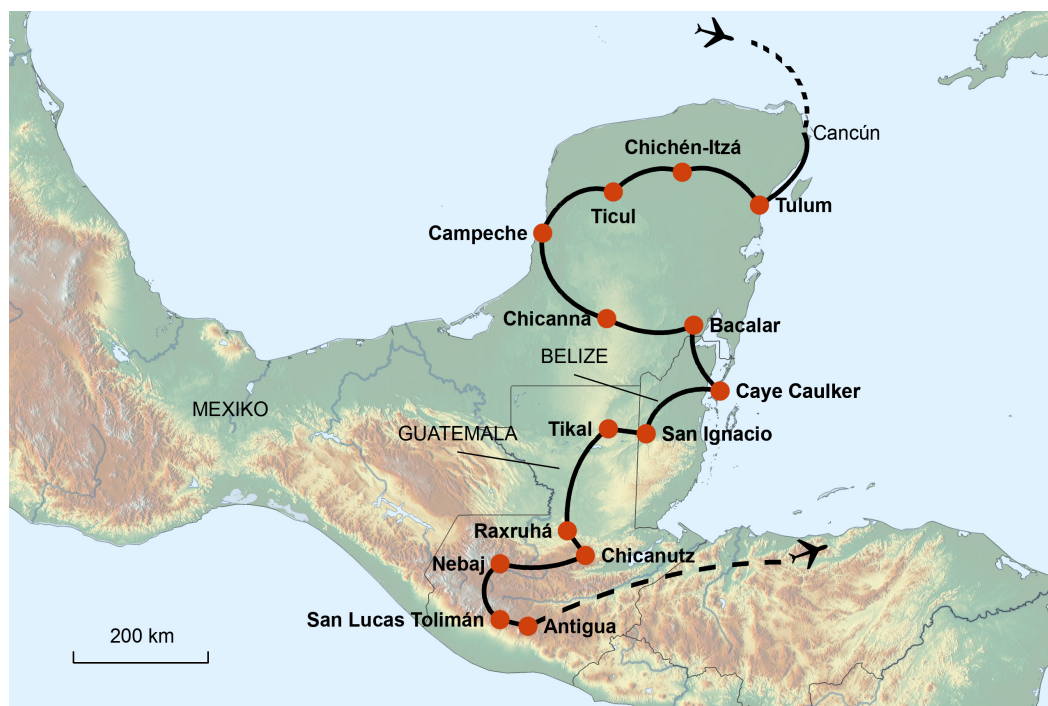 Cancún
Chichén-Itzá
Tulum
Ticul
Campeche
Chicanná
Bacalar
BELIZE
Caye Caulker
MEXIKO
Tikal
GUATEMALA
San Ignacio
Raxruhá
Chicanutz
Nebaj
San Lucas Tolimán
Antigua
200 km